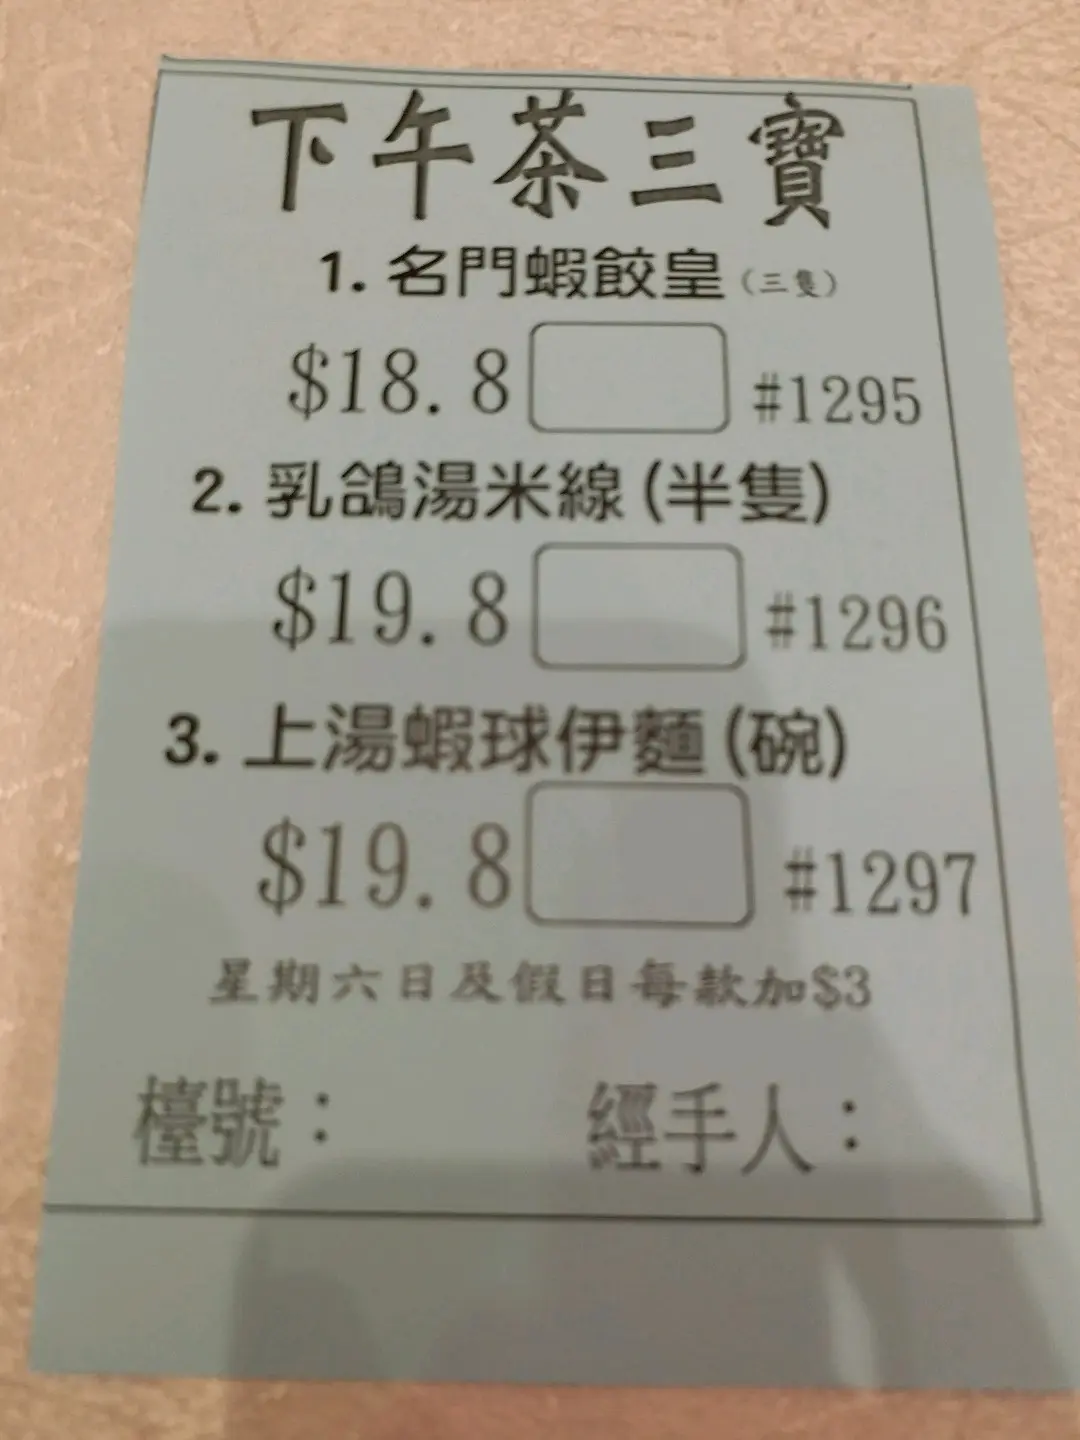 下午茶三寶
1. 名門蝦餃皇(三隻)
$18.8 #1295
2. 乳鴿湯米線(半隻)
$19.8 #1296
3. 上湯蝦球伊麵(碗)
$19.8 #1297
星期六日及假日每款加$3
檯號： 經手人：